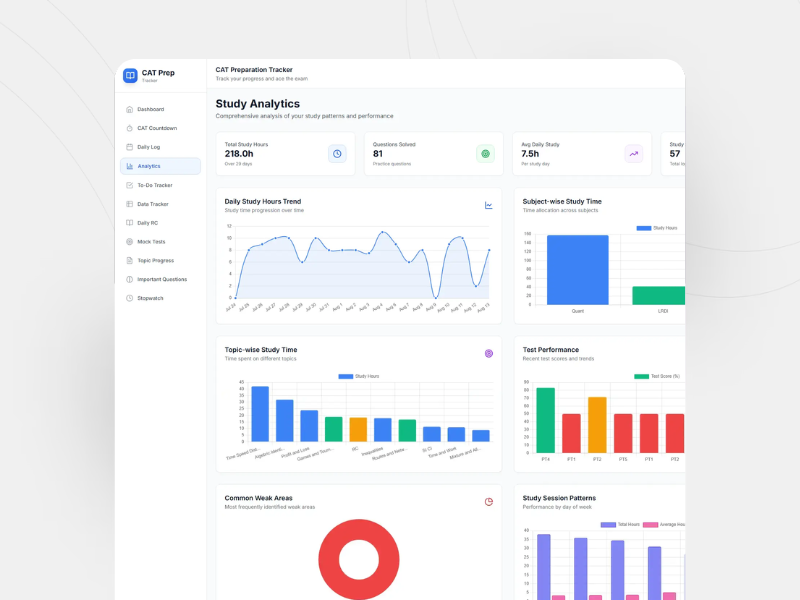 CAT Prep
Tracker
Dashboard
CAT Countdown
Daily Log
Analytics
To-Do Tracker
Data Tracker
Daily RC
Mock Tests
Topic Progress
Important Questions
Stopwatch
CAT Preparation Tracker
Track your progress and ace the exam
Study Analytics
Comprehensive analysis of your study patterns and performance
Total Study Hours
218.0h
Over 29 days
Questions Solved
81
Practice questions
Avg Daily Study
7.5h
Per study day
Study
57
Total
Daily Study Hours Trend
Study time progression over time
12
10
8
6
4
2
0
Jul 25
Jul 26
Jul 27
Jul 28
Jul 29
Jul 30
Jul 31
Aug 1
Aug 2
Aug 3
Aug 4
Aug 5
Aug 6
Aug 7
Aug 8
Aug 10
Aug 11
Aug 12
Aug 13
Subject-wise Study Time
Time allocation across subjects
Study Hours
160
140
120
100
80
60
40
20
0
Quant
LRDI
Topic-wise Study Time
Time spent on different topics
Study Hours
45
40
35
30
25
20
15
10
5
0
Time Speed Dist...
Algebraic Identi...
Profit and Loss
Games and Tourn...
RC
Inequalities
Routes and Netw...
SI CI
Time and Work
Mixture and All...
Test Performance
Recent test scores and trends
Test Score (%)
90
80
70
60
50
40
30
20
10
0
PT4
PT1
PT2
PT5
PT1
PT2
Common Weak Areas
Most frequently identified weak areas
Study Session Patterns
Performance by day of week
Total Hours
Average Hou
40
35
30
25
20
15
10
5